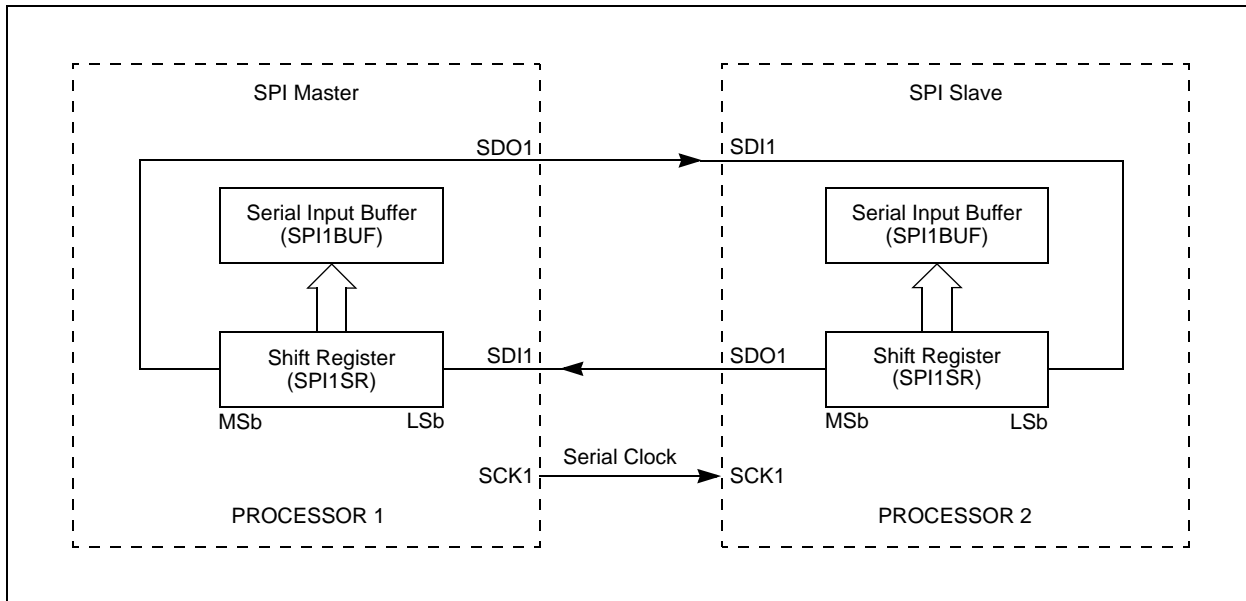 SPI Master
SPI Slave
SDO1
SDI1
Serial Input Buffer
(SPI1BUF)
Serial Input Buffer
(SPI1BUF)
Shift Register
(SPI1SR)
SDI1
SDO1
Shift Register
(SPI1SR)
MSb
LSb
MSb
LSb
Serial Clock
SCK1
SCK1
PROCESSOR 1
PROCESSOR 2